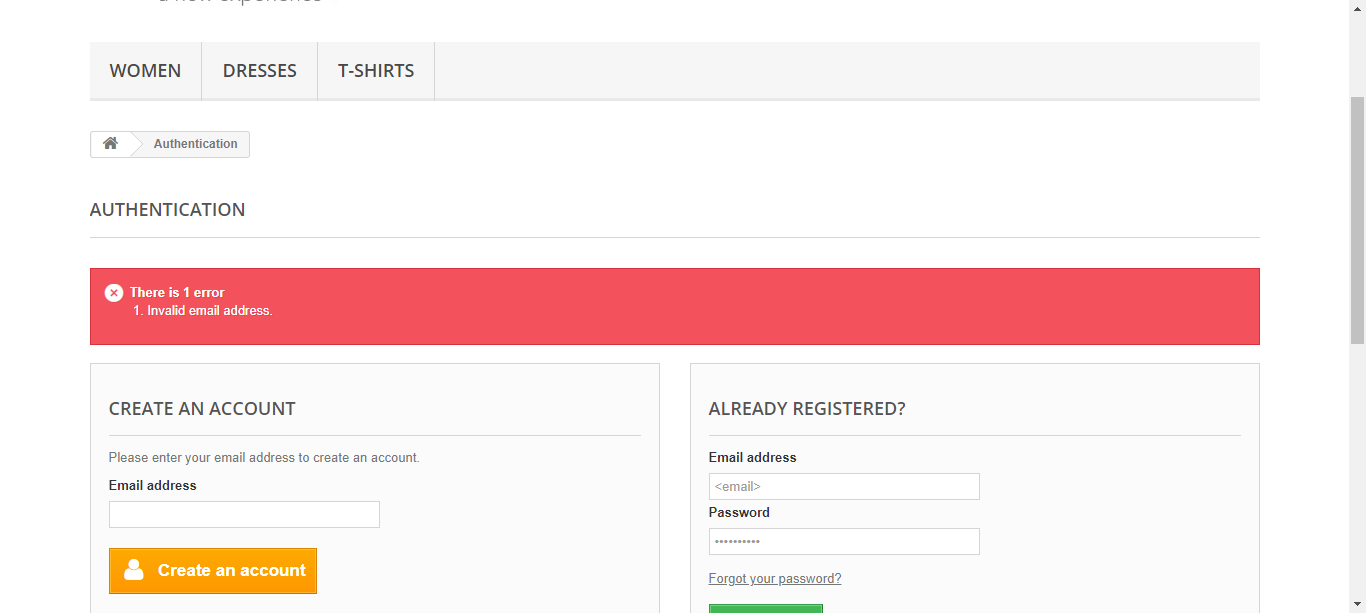 a new experience
WOMEN
DRESSES
T-SHIRTS
Authentication
AUTHENTICATION
There is 1 error
1. Invalid email address.
CREATE AN ACCOUNT
Please enter your email address to create an account.
Email address
Create an account
ALREADY REGISTERED?
Email address
<email>
Password
••••••••••
Forgot your password?